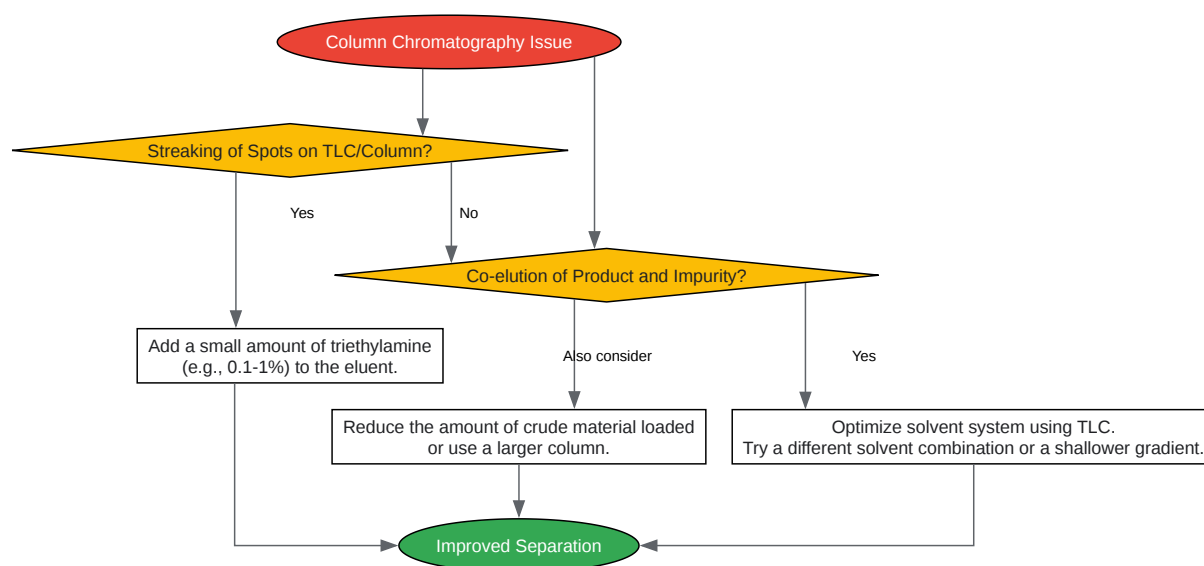 Column Chromatography Issue
Streaking of Spots on TLC/Column?
Yes
No
Co-elution of Product and Impurity?
Add a small amount of triethylamine
(e.g., 0.1-1%) to the eluent.
Also consider
Yes
Reduce the amount of crude material loaded
or use a larger column.
Optimize solvent system using TLC.
Try a different solvent combination or a shallower gradient.
Improved Separation